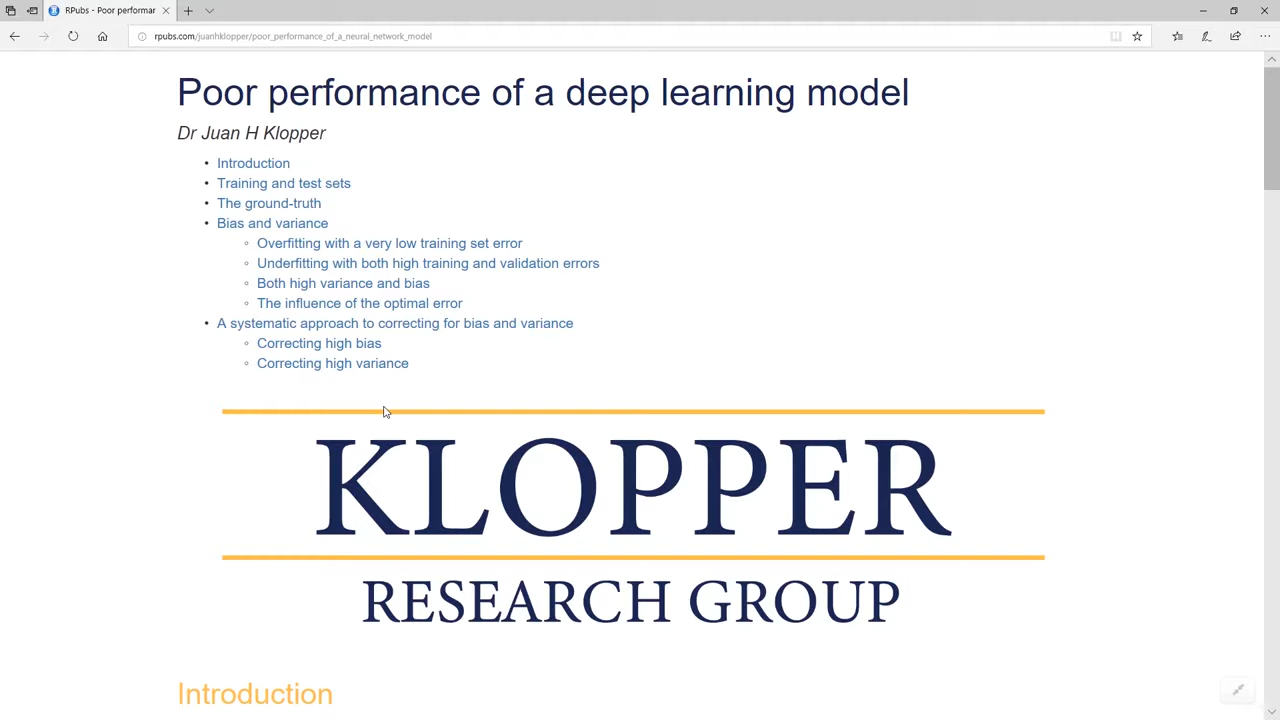 RPubs - Poor performar
rpubs.com/juanhklopper/poor_performance_of_a_neural_network_model
Poor performance of a deep learning model
Dr Juan H Klopper
• Introduction
• Training and test sets
• The ground-truth
• Bias and variance
◦ Overfitting with a very low training set error
◦ Underfitting with both high training and validation errors
◦ Both high variance and bias
◦ The influence of the optimal error
• A systematic approach to correcting for bias and variance
◦ Correcting high bias
◦ Correcting high variance
KLOPPER
RESEARCH GROUP
Introduction